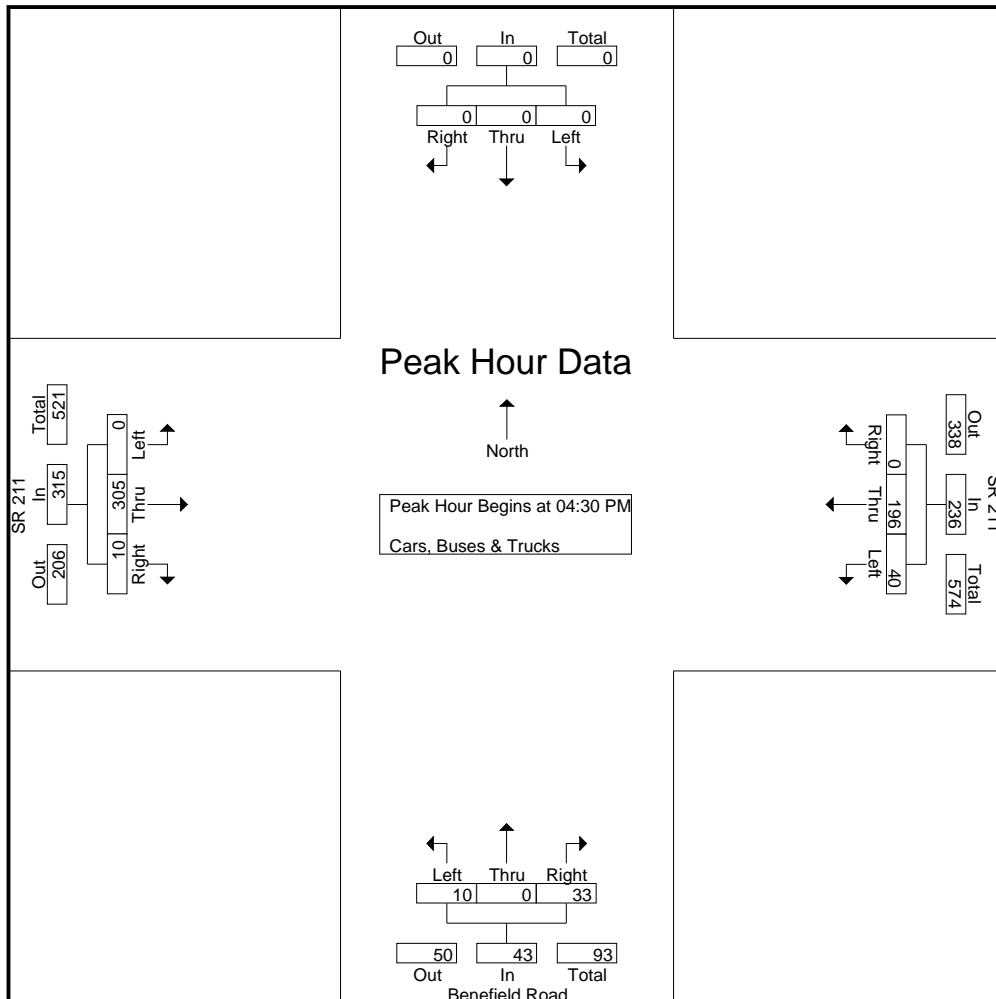 Out In Total
0 0 0
0 0 0
Right Thru Left
Peak Hour Data
North
Peak Hour Begins at 04:30 PM
Cars, Buses & Trucks
SR 211
Out In Total
206 315 521
0 305 10
Left Thru Right
SR 211
Out In Total
338 236 574
0 196 40
Right Thru Left
Left Thru Right
10 0 33
50 43 93
Out In Total
Benefield Road